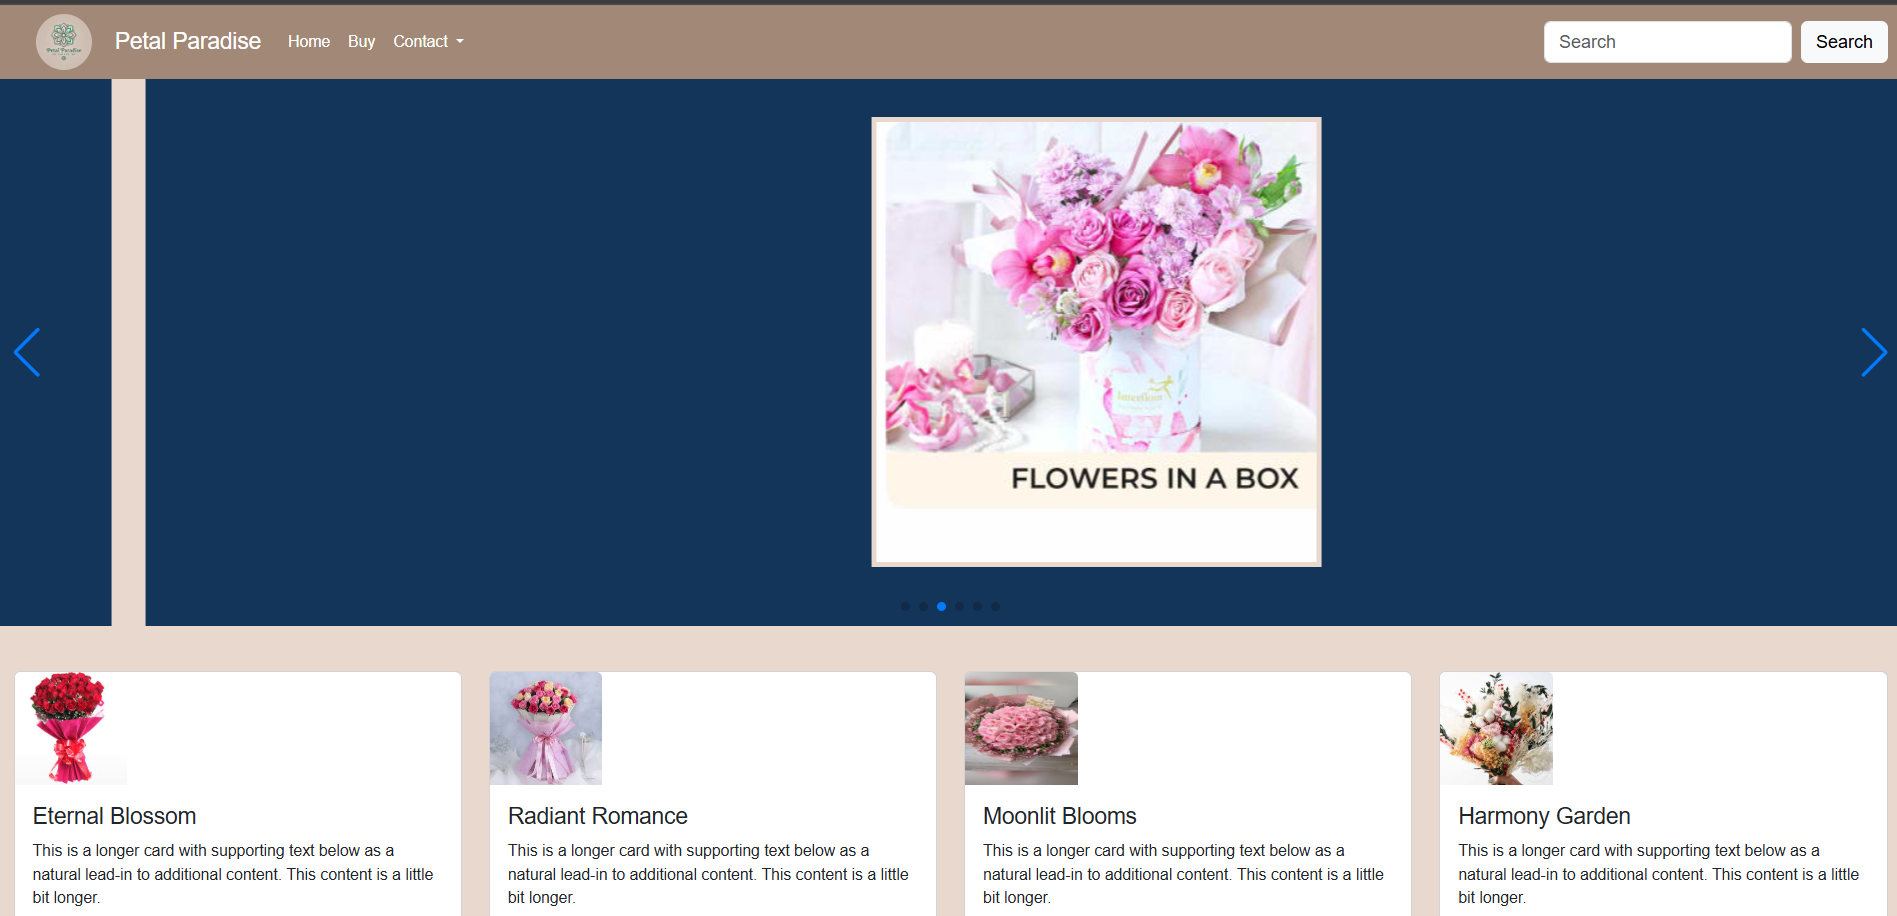 Petal Paradise
Petal Paradise
Home
Buy
Contact
Search
Search
Interflora
FLOWERS IN A BOX
Eternal Blossom
This is a longer card with supporting text below as a
natural lead-in to additional content. This content is a little
bit longer.
Radiant Romance
This is a longer card with supporting text below as a
natural lead-in to additional content. This content is a little
bit longer.
Moonlit Blooms
This is a longer card with supporting text below as a
natural lead-in to additional content. This content is a little
bit longer.
Harmony Garden
This is a longer card with supporting text below as a
natural lead-in to additional content. This content is a little
bit longer.